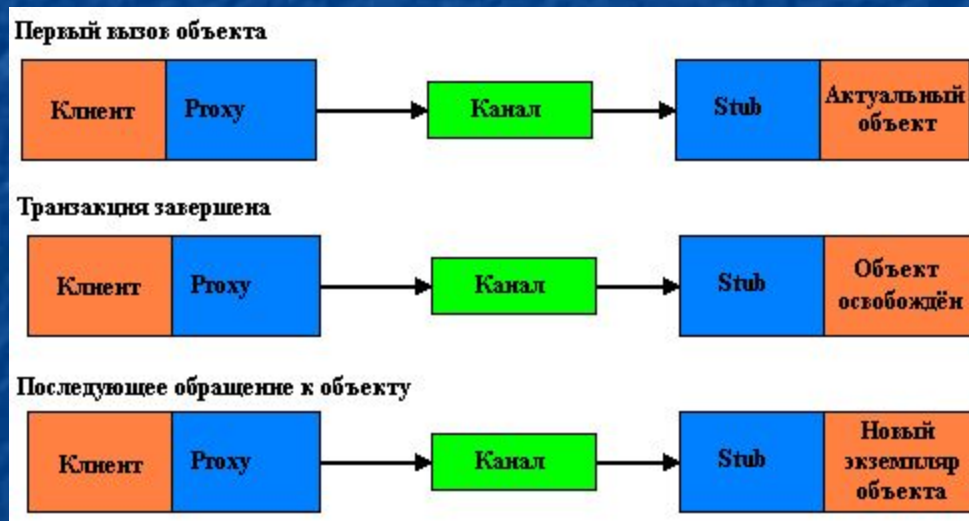 Первый вызов объекта
Клиент Proxy Канал Stub Актуальный
объект
Транзакция завершена
Клиент Proxy Канал Stub Объект
освобождён
Последующее обращение к объекту
Клиент Proxy Канал Stub Новый
экземпляр
объекта